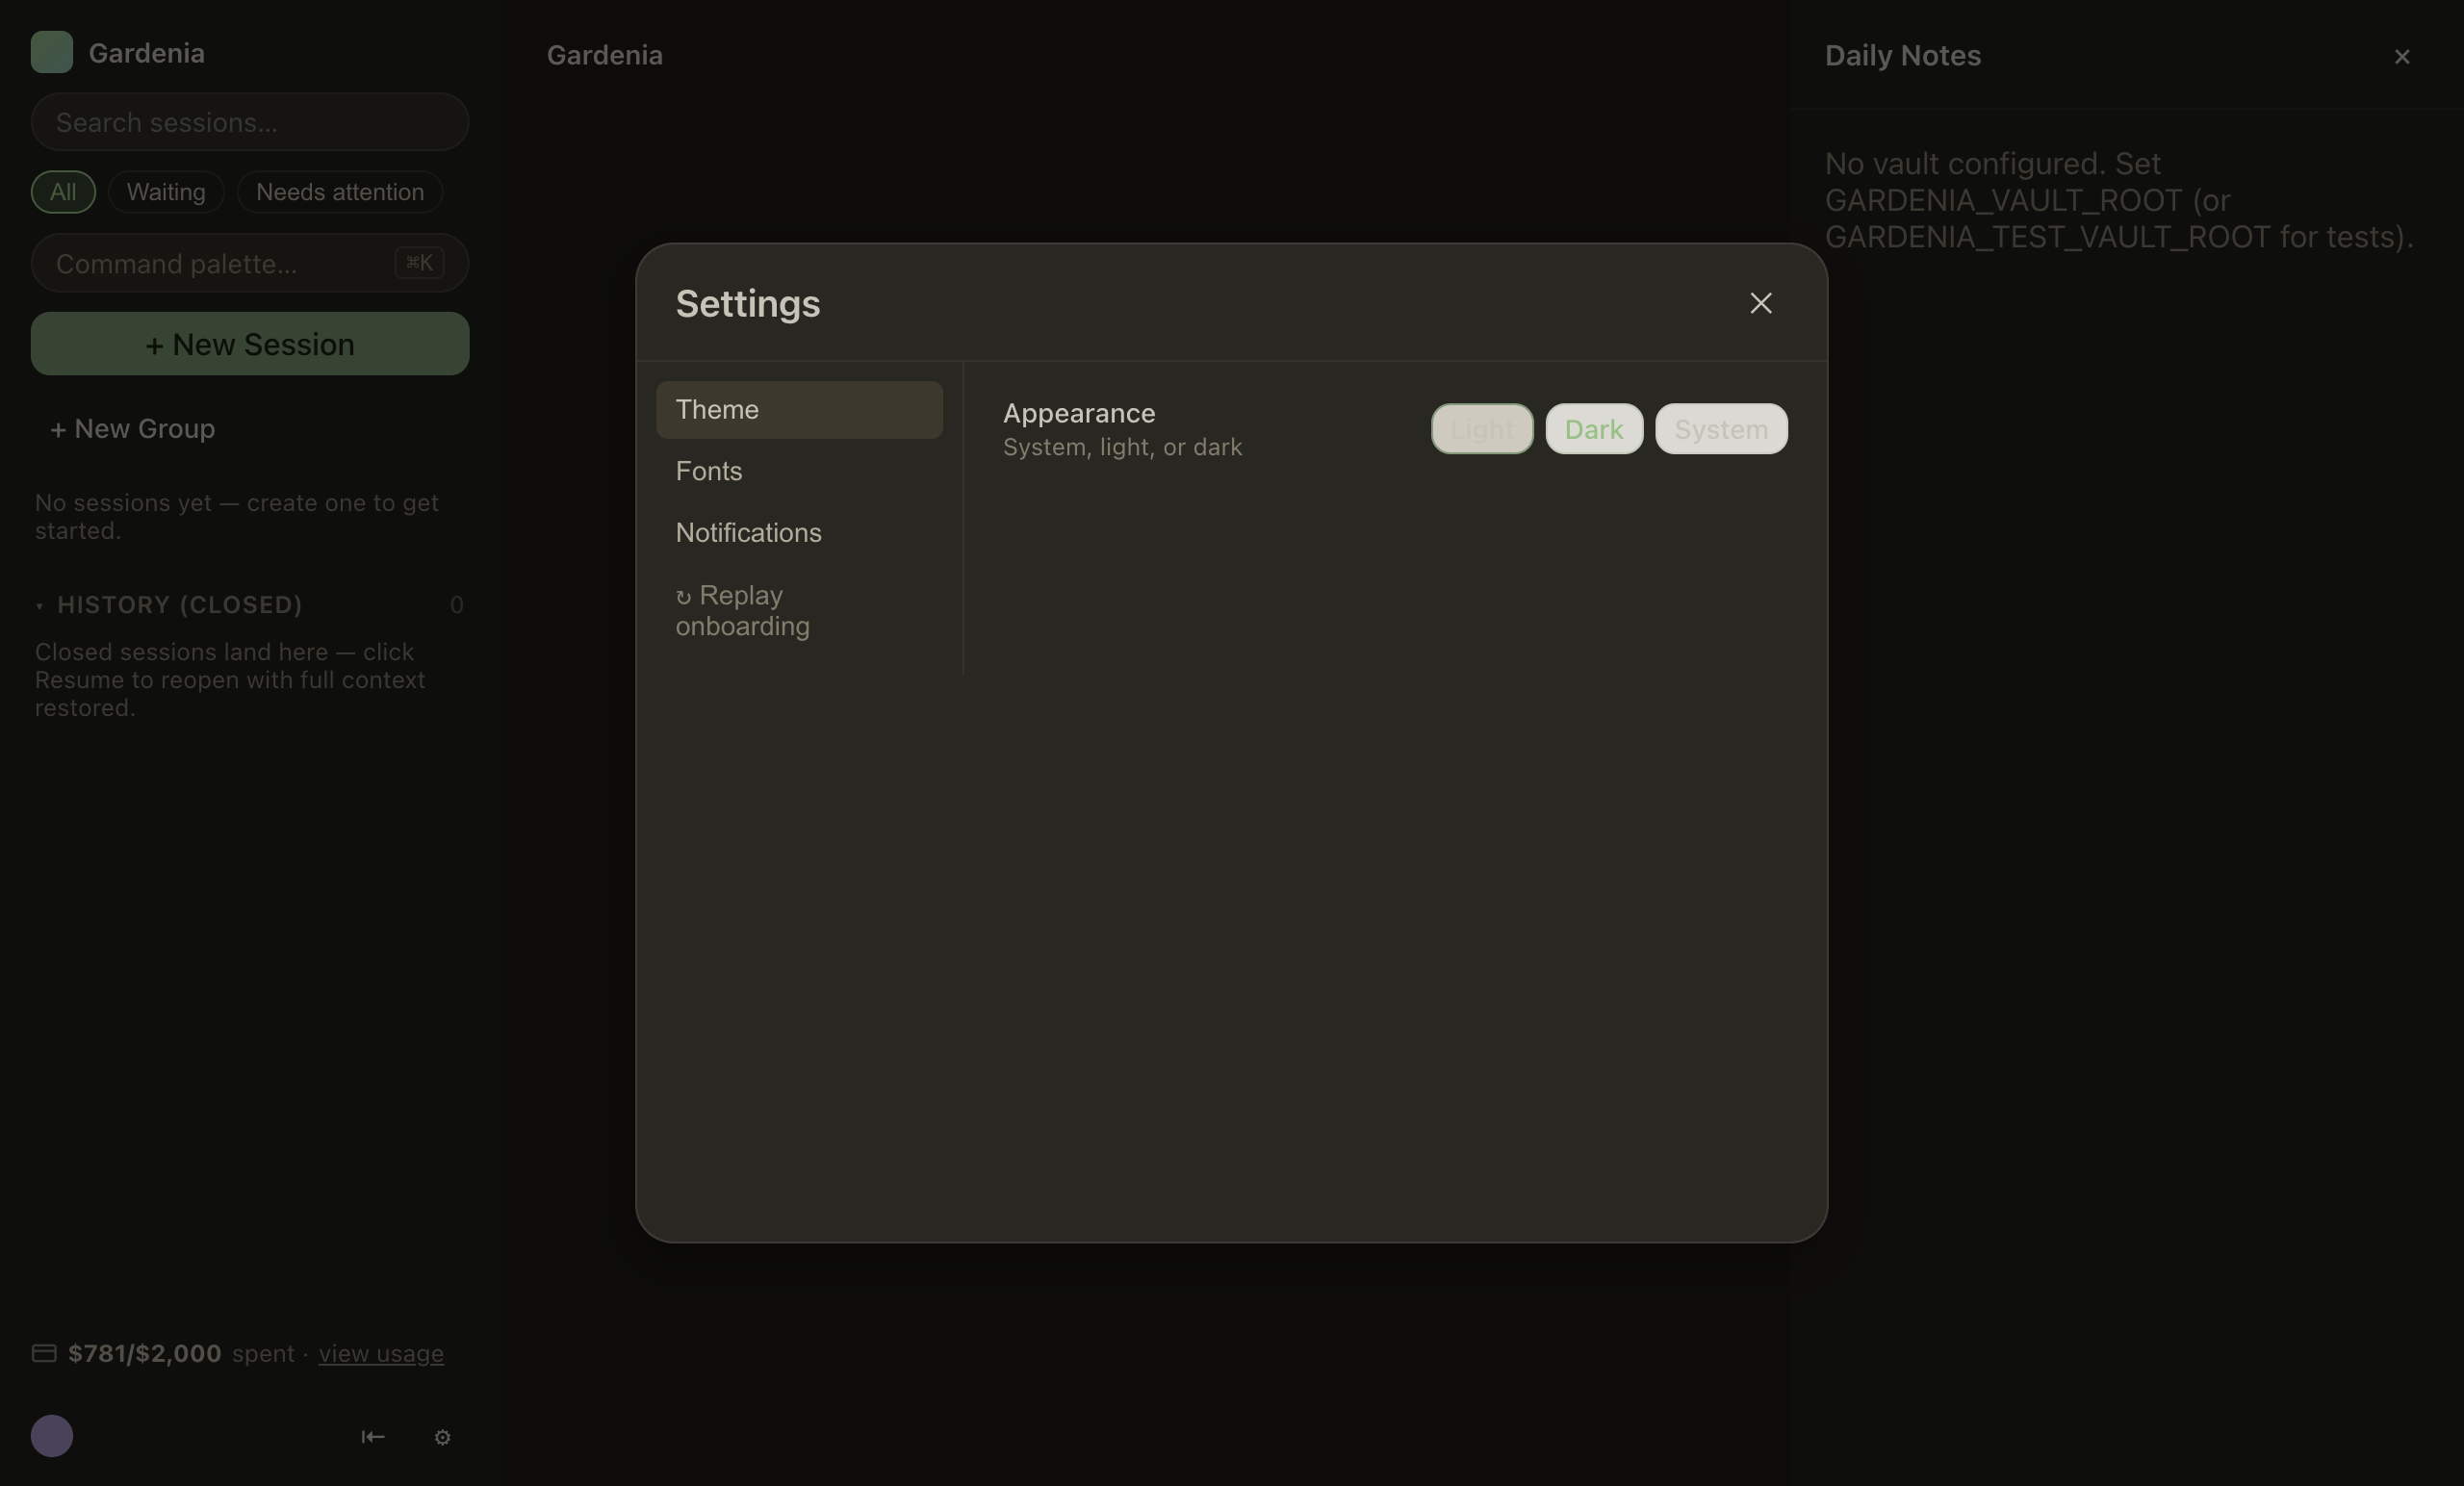 Gardenia
Search sessions...
All
Waiting
Needs attention
Command palette...
⌘K
+ New Session
+ New Group
No sessions yet — create one to get
started.
HISTORY (CLOSED)
0
Closed sessions land here — click
Resume to reopen with full context
restored.
$781/$2,000 spent · view usage
Gardenia
Settings
Theme
Fonts
Notifications
↻ Replay
onboarding
Appearance
System, light, or dark
Light
Dark
System
Daily Notes
No vault configured. Set
GARDENIA_VAULT_ROOT (or
GARDENIA_TEST_VAULT_ROOT for tests).